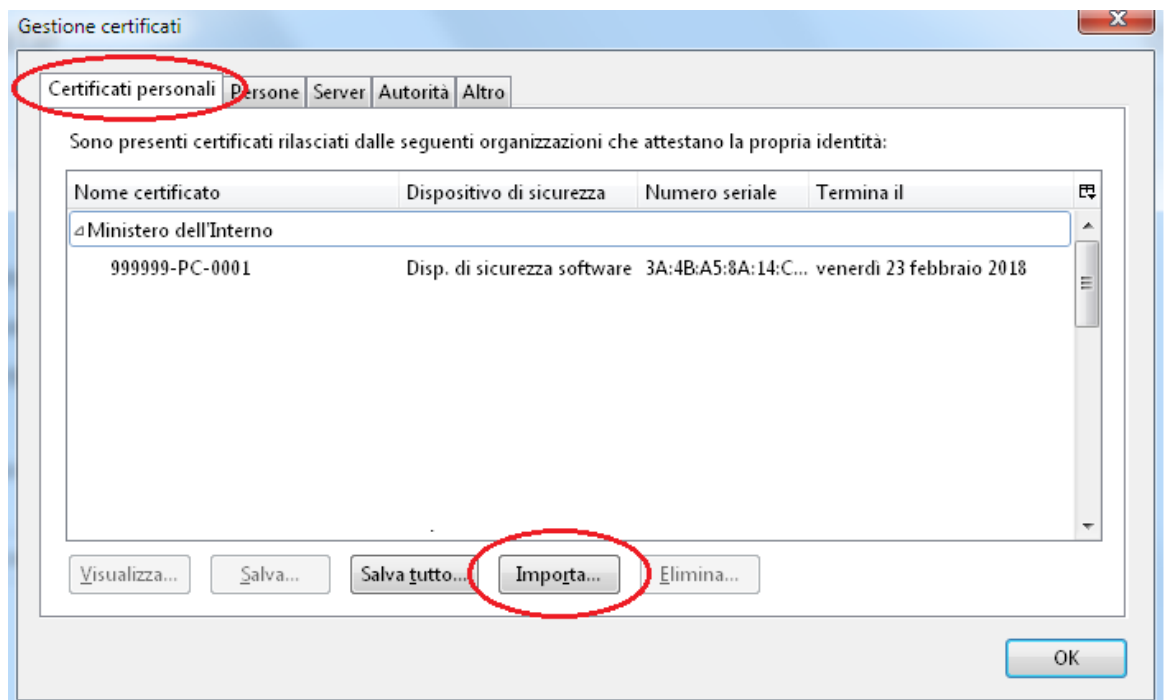 Gestione certificati
Certificati personali Persone Server Autorità Altro
Sono presenti certificati rilasciati dalle seguenti organizzazioni che attestano la propria identità:
Nome certificato Dispositivo di sicurezza Numero seriale Termina il
Ministero dell'Interno
999999-PC-0001 Disp. di sicurezza software 3A:4B:A5:8A:14:C... venerdì 23 febbraio 2018
Visualizza... Salva... Salva tutto... Importa... Elimina...
OK